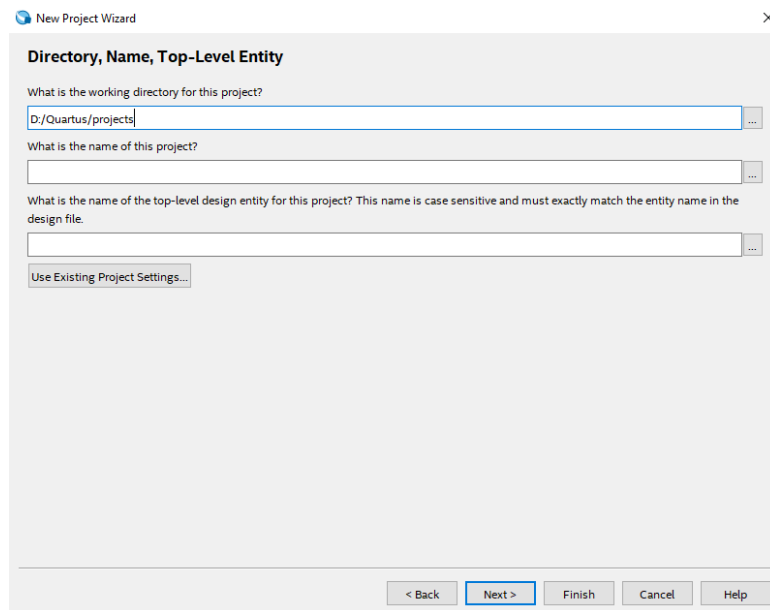 New Project Wizard
Directory, Name, Top-Level Entity
What is the working directory for this project?
D:/Quartus/projects
...
What is the name of this project?
...
What is the name of the top-level design entity for this project? This name is case sensitive and must exactly match the entity name in the
design file.
...
Use Existing Project Settings...
< Back Next > Finish Cancel Help